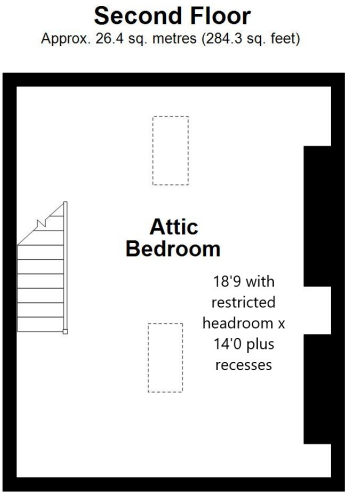 Second Floor
Approx. 26.4 sq. metres (284.3 sq. feet)
Attic
Bedroom
18'9 with
restricted
headroom x
14'0 plus
recesses